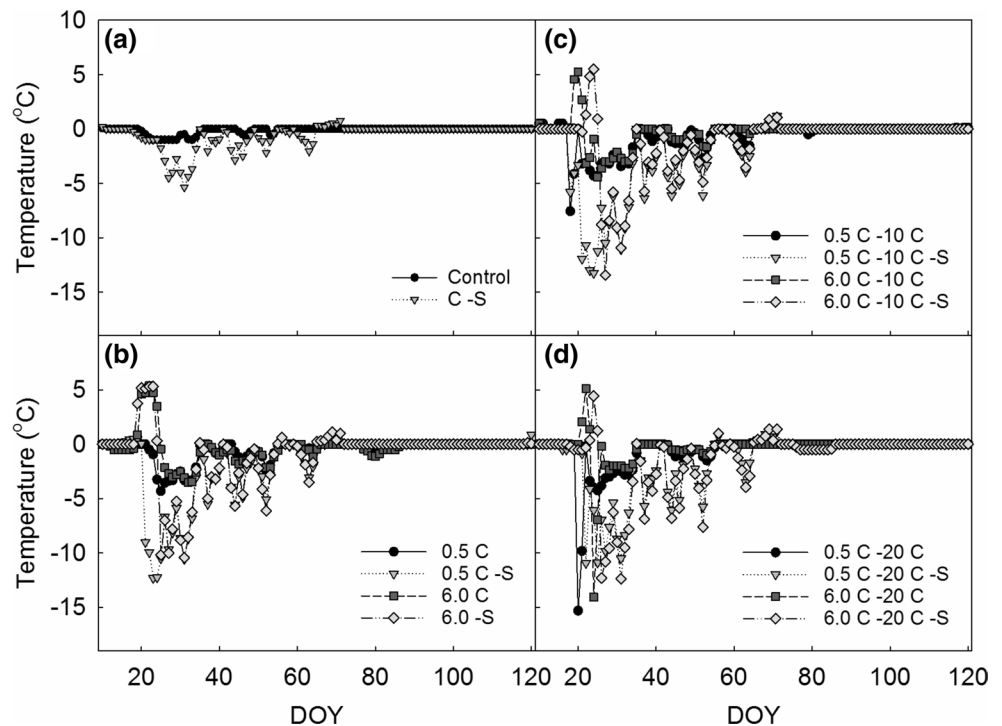 (a)
10
5
0
-5
-10
-15
Temperature (°C)
Control
C -S
(c)
0.5 C -10 C
0.5 C -10 C -S
6.0 C -10 C
6.0 C -10 C -S
(b)
5
0
-5
-10
-15
Temperature (°C)
0.5 C
0.5 C -S
6.0 C
6.0 -S
20 40 60 80 100 120
DOY
(d)
0.5 C -20 C
0.5 C -20 C -S
6.0 C -20 C
6.0 C -20 C -S
20 40 60 80 100 120
DOY